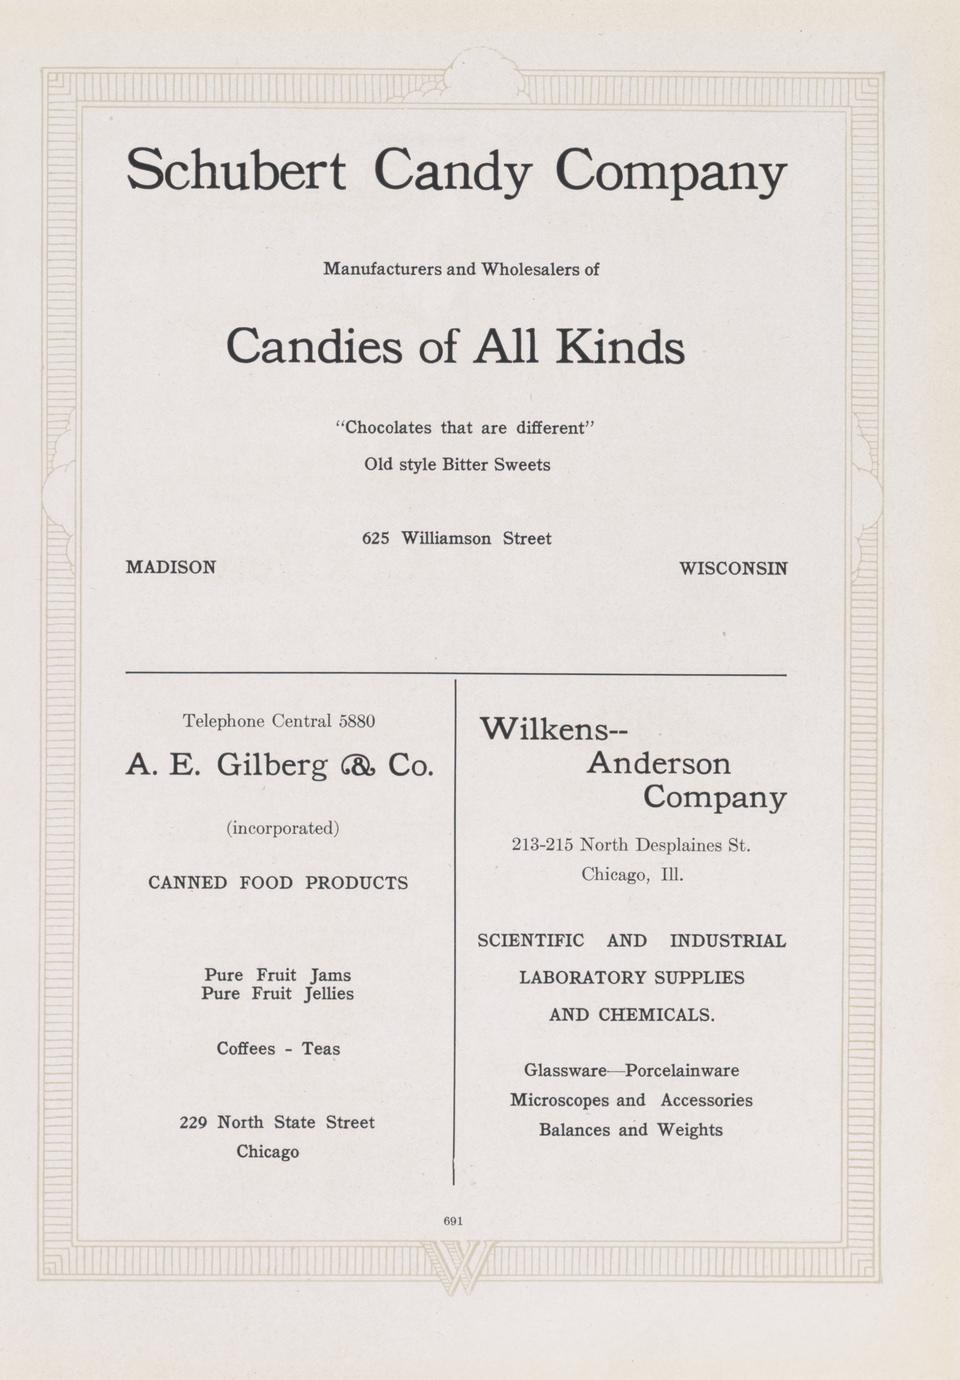 Schubert Candy Company
Manufacturers and Wholesalers of
Candies of All Kinds
“Chocolates that are different”
Old style Bitter Sweets
625 Williamson Street
MADISON WISCONSIN
Telephone Central 5880
A. E. Gilberg & Co.
(incorporated)
CANNED FOOD PRODUCTS
Pure Fruit Jams
Pure Fruit Jellies
Coffees - Teas
229 North State Street
Chicago
Wilkens--
Anderson
Company
213-215 North Desplaines St.
Chicago, Ill.
SCIENTIFIC AND INDUSTRIAL
LABORATORY SUPPLIES
AND CHEMICALS.
Glassware—Porcelainware
Microscopes and Accessories
Balances and Weights
691
W